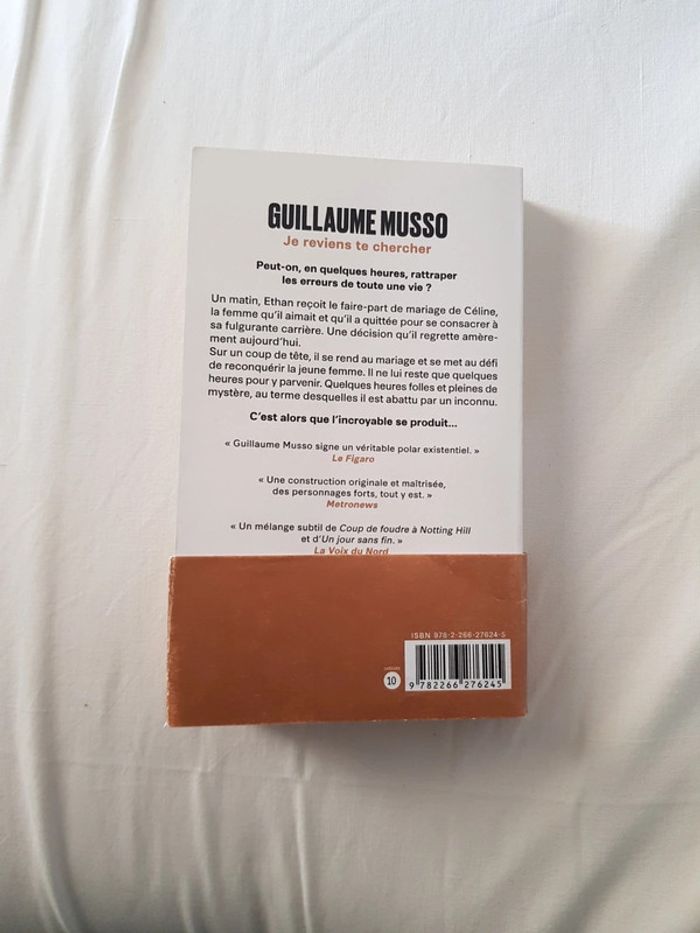 GUILLAUME MUSSO
Je reviens te chercher
Peut-on, en quelques heures, rattraper
les erreurs de toute une vie ?
Un matin, Ethan reçoit le faire-part de mariage de Céline,
la femme qu'il aimait et qu'il a quittée pour se consacrer à
sa fulgurante carrière. Une décision qu'il regrette amère-
ment aujourd'hui.
Sur un coup de tête, il se rend au mariage et se met au défi
de reconquérir la jeune femme. Il ne lui reste que quelques
heures pour y parvenir. Quelques heures folles et pleines de
mystère, au terme desquelles il est abattu par un inconnu.
C'est alors que l'incroyable se produit...
« Guillaume Musso signe un véritable polar existentiel. »
Le Figaro
« Une construction originale et maîtrisée,
des personnages forts, tout y est. »
Metronews
« Un mélange subtil de Coup de foudre à Notting Hill
et d'Un jour sans fin. »
La Voix du Nord
ISBN 978-2-266-27624-5
10
9 782266 276245